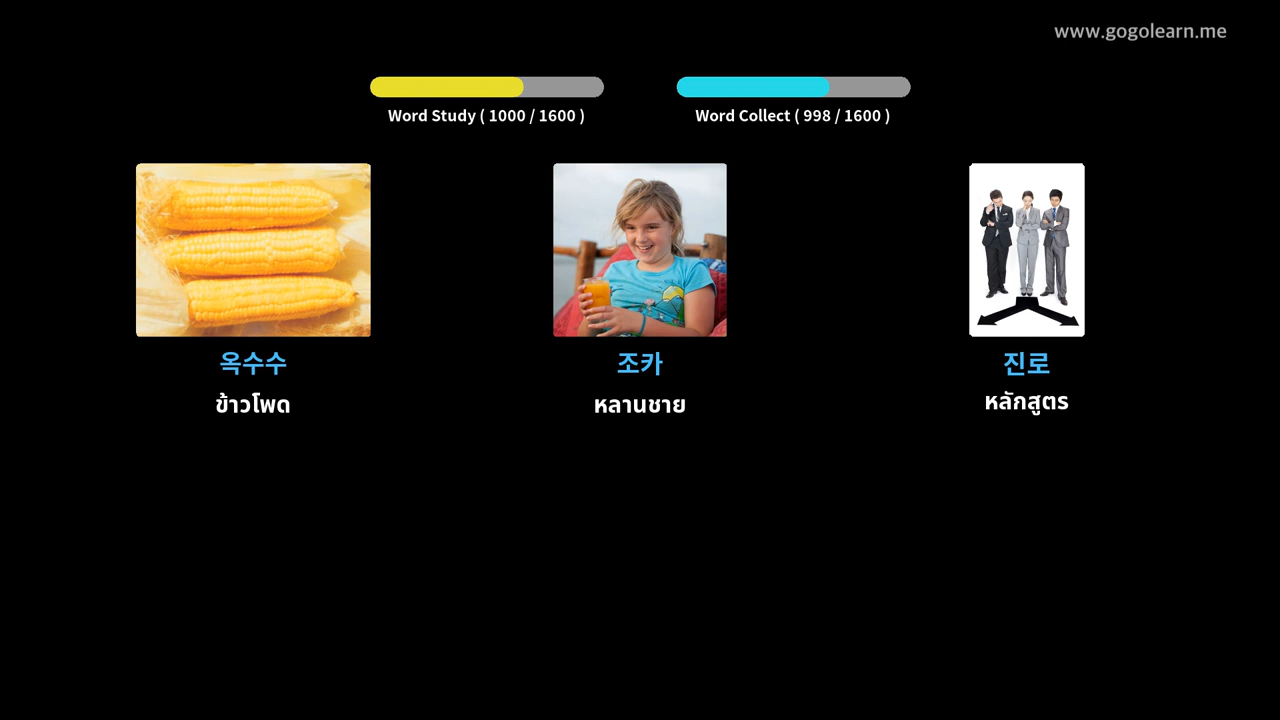 www.gogolearn.me
Word Study ( 1000 / 1600 )
Word Collect ( 998 / 1600 )
옥수수
조카
진로
ข้าวโพด
หลานชาย
หลักสูตร